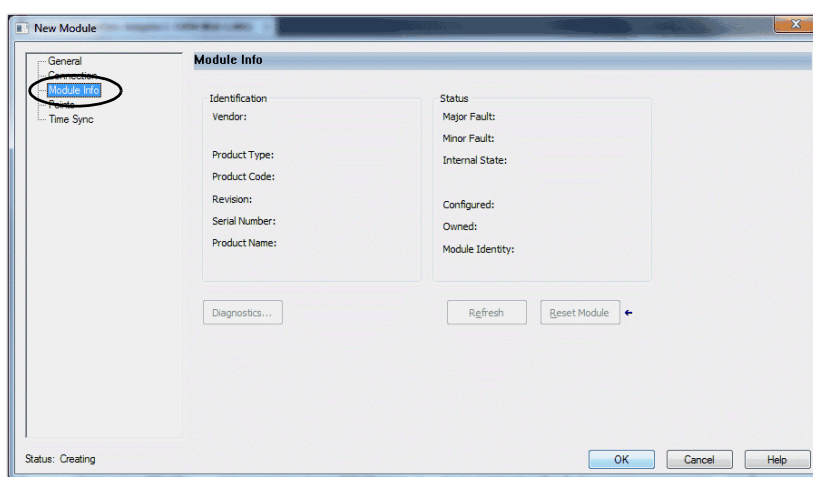 New Module
General
Connection
Module Info
Points
Time Sync
Module Info
Identification
Vendor:
Product Type:
Product Code:
Revision:
Serial Number:
Product Name:
Status
Major Fault:
Minor Fault:
Internal State:
Configured:
Owned:
Module Identity:
Diagnostics...
Refresh
Reset Module
Status: Creating
OK
Cancel
Help